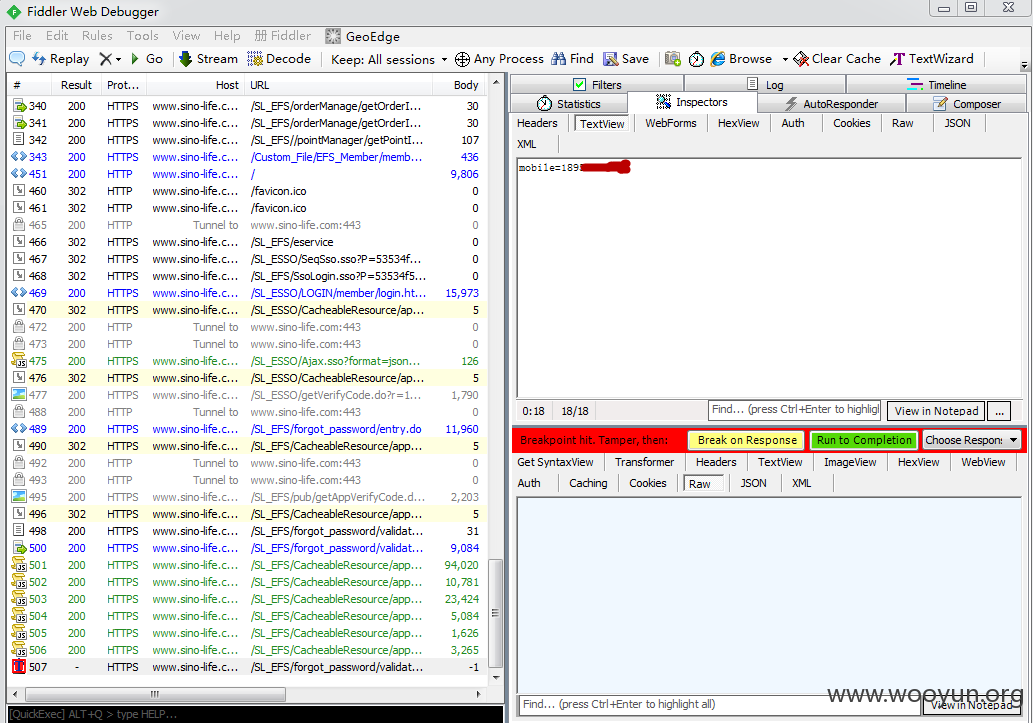 Fiddler Web Debugger
File Edit Rules Tools View Help 册 Fiddler GeoEdge
Replay Go Stream Decode Keep: All sessions Any Process Find Save Browse Clear Cache TextWizard
# Result Prot... Host URL Body
340 200 HTTPS www.sino-life.c... /SL_EFS/orderManage/getOrderI... 30
341 200 HTTPS www.sino-life.c... /SL_EFS/orderManage/getOrderI... 30
342 200 HTTPS www.sino-life.c... /SL_EFS//pointManager/getPointI... 107
343 200 HTTPS www.sino-life.c... /Custom_File/EFS_Member/memb... 436
451 200 HTTP www.sino-life.c... / 9,806
460 302 HTTP www.sino-life.c... /favicon.ico 0
461 302 HTTP www.sino-life.c... /favicon.ico 0
465 200 HTTP Tunnel to www.sino-life.com:443 0
466 302 HTTPS www.sino-life.c... /SL_EFS/eservice 0
467 302 HTTPS www.sino-life.c... /SL_ESSO/SeqSso.sso?P=53534f... 0
468 302 HTTPS www.sino-life.c... /SL_EFS/SsoLogin.sso?P=53534f5... 0
469 200 HTTPS www.sino-life.c... /SL_ESSO/LOGIN/member/login.ht... 15,973
470 302 HTTPS www.sino-life.c... /SL_ESSO/CacheableResource/ap... 5
472 200 HTTP Tunnel to www.sino-life.com:443 0
473 200 HTTP Tunnel to www.sino-life.com:443 0
475 200 HTTPS www.sino-life.c... /SL_ESSO/Ajax.sso?format=json... 126
476 302 HTTPS www.sino-life.c... /SL_ESSO/CacheableResource/ap... 5
477 200 HTTPS www.sino-life.c... /SL_ESSO/getVerifyCode.do?r=1... 1,790
488 200 HTTP Tunnel to www.sino-life.com:443 0
489 200 HTTPS www.sino-life.c... /SL_EFS/forgot_password/entry.do 11,960
490 302 HTTPS www.sino-life.c... /SL_EFS/CacheableResource/app... 5
492 200 HTTP Tunnel to www.sino-life.com:443 0
493 200 HTTP Tunnel to www.sino-life.com:443 0
495 200 HTTPS www.sino-life.c... /SL_EFS/pub/getAppVerifyCode.d... 2,203
496 302 HTTPS www.sino-life.c... /SL_EFS/CacheableResource/app... 5
498 200 HTTPS www.sino-life.c... /SL_EFS/forgot_password/validat... 31
500 200 HTTPS www.sino-life.c... /SL_EFS/forgot_password/validat... 9,084
501 200 HTTPS www.sino-life.c... /SL_EFS/CacheableResource/app... 94,020
502 200 HTTPS www.sino-life.c... /SL_EFS/CacheableResource/app... 10,781
503 200 HTTPS www.sino-life.c... /SL_EFS/CacheableResource/app... 23,424
504 200 HTTPS www.sino-life.c... /SL_EFS/CacheableResource/app... 5,084
505 200 HTTPS www.sino-life.c... /SL_EFS/CacheableResource/app... 1,626
506 200 HTTPS www.sino-life.c... /SL_EFS/CacheableResource/app... 3,265
507 - HTTPS www.sino-life.c... /SL_EFS/forgot_password/validat... -1
[QuickExec] ALT+Q > type HELP...
Filters Log Timeline
Statistics Inspectors AutoResponder Composer
Headers TextView WebForms HexView Auth Cookies Raw JSON
XML
mobile=189
0:18 18/18 Find... (press Ctrl+Enter to highligl View in Notepad ...
Breakpoint hit. Tamper, then: Break on Response Run to Completion Choose Respon:
Get SyntaxView Transformer Headers TextView ImageView HexView WebView
Auth Caching Cookies Raw JSON XML
www.wooyun.org
Find... (press Ctrl+Enter to highlight all) View in Notepad